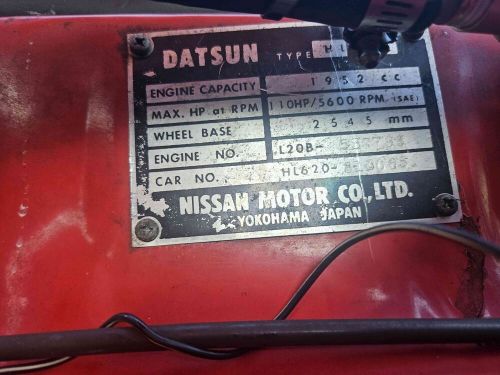 DATSUN TYPE HL
ENGINE CAPACITY 1952 cc
MAX. HP at RPM 110HP/5600 RPM (SAE)
WHEEL BASE 2545 mm
ENGINE NO. L20B-
CAR NO. HL620-
NISSAN MOTOR CO., LTD.
YOKOHAMA JAPAN